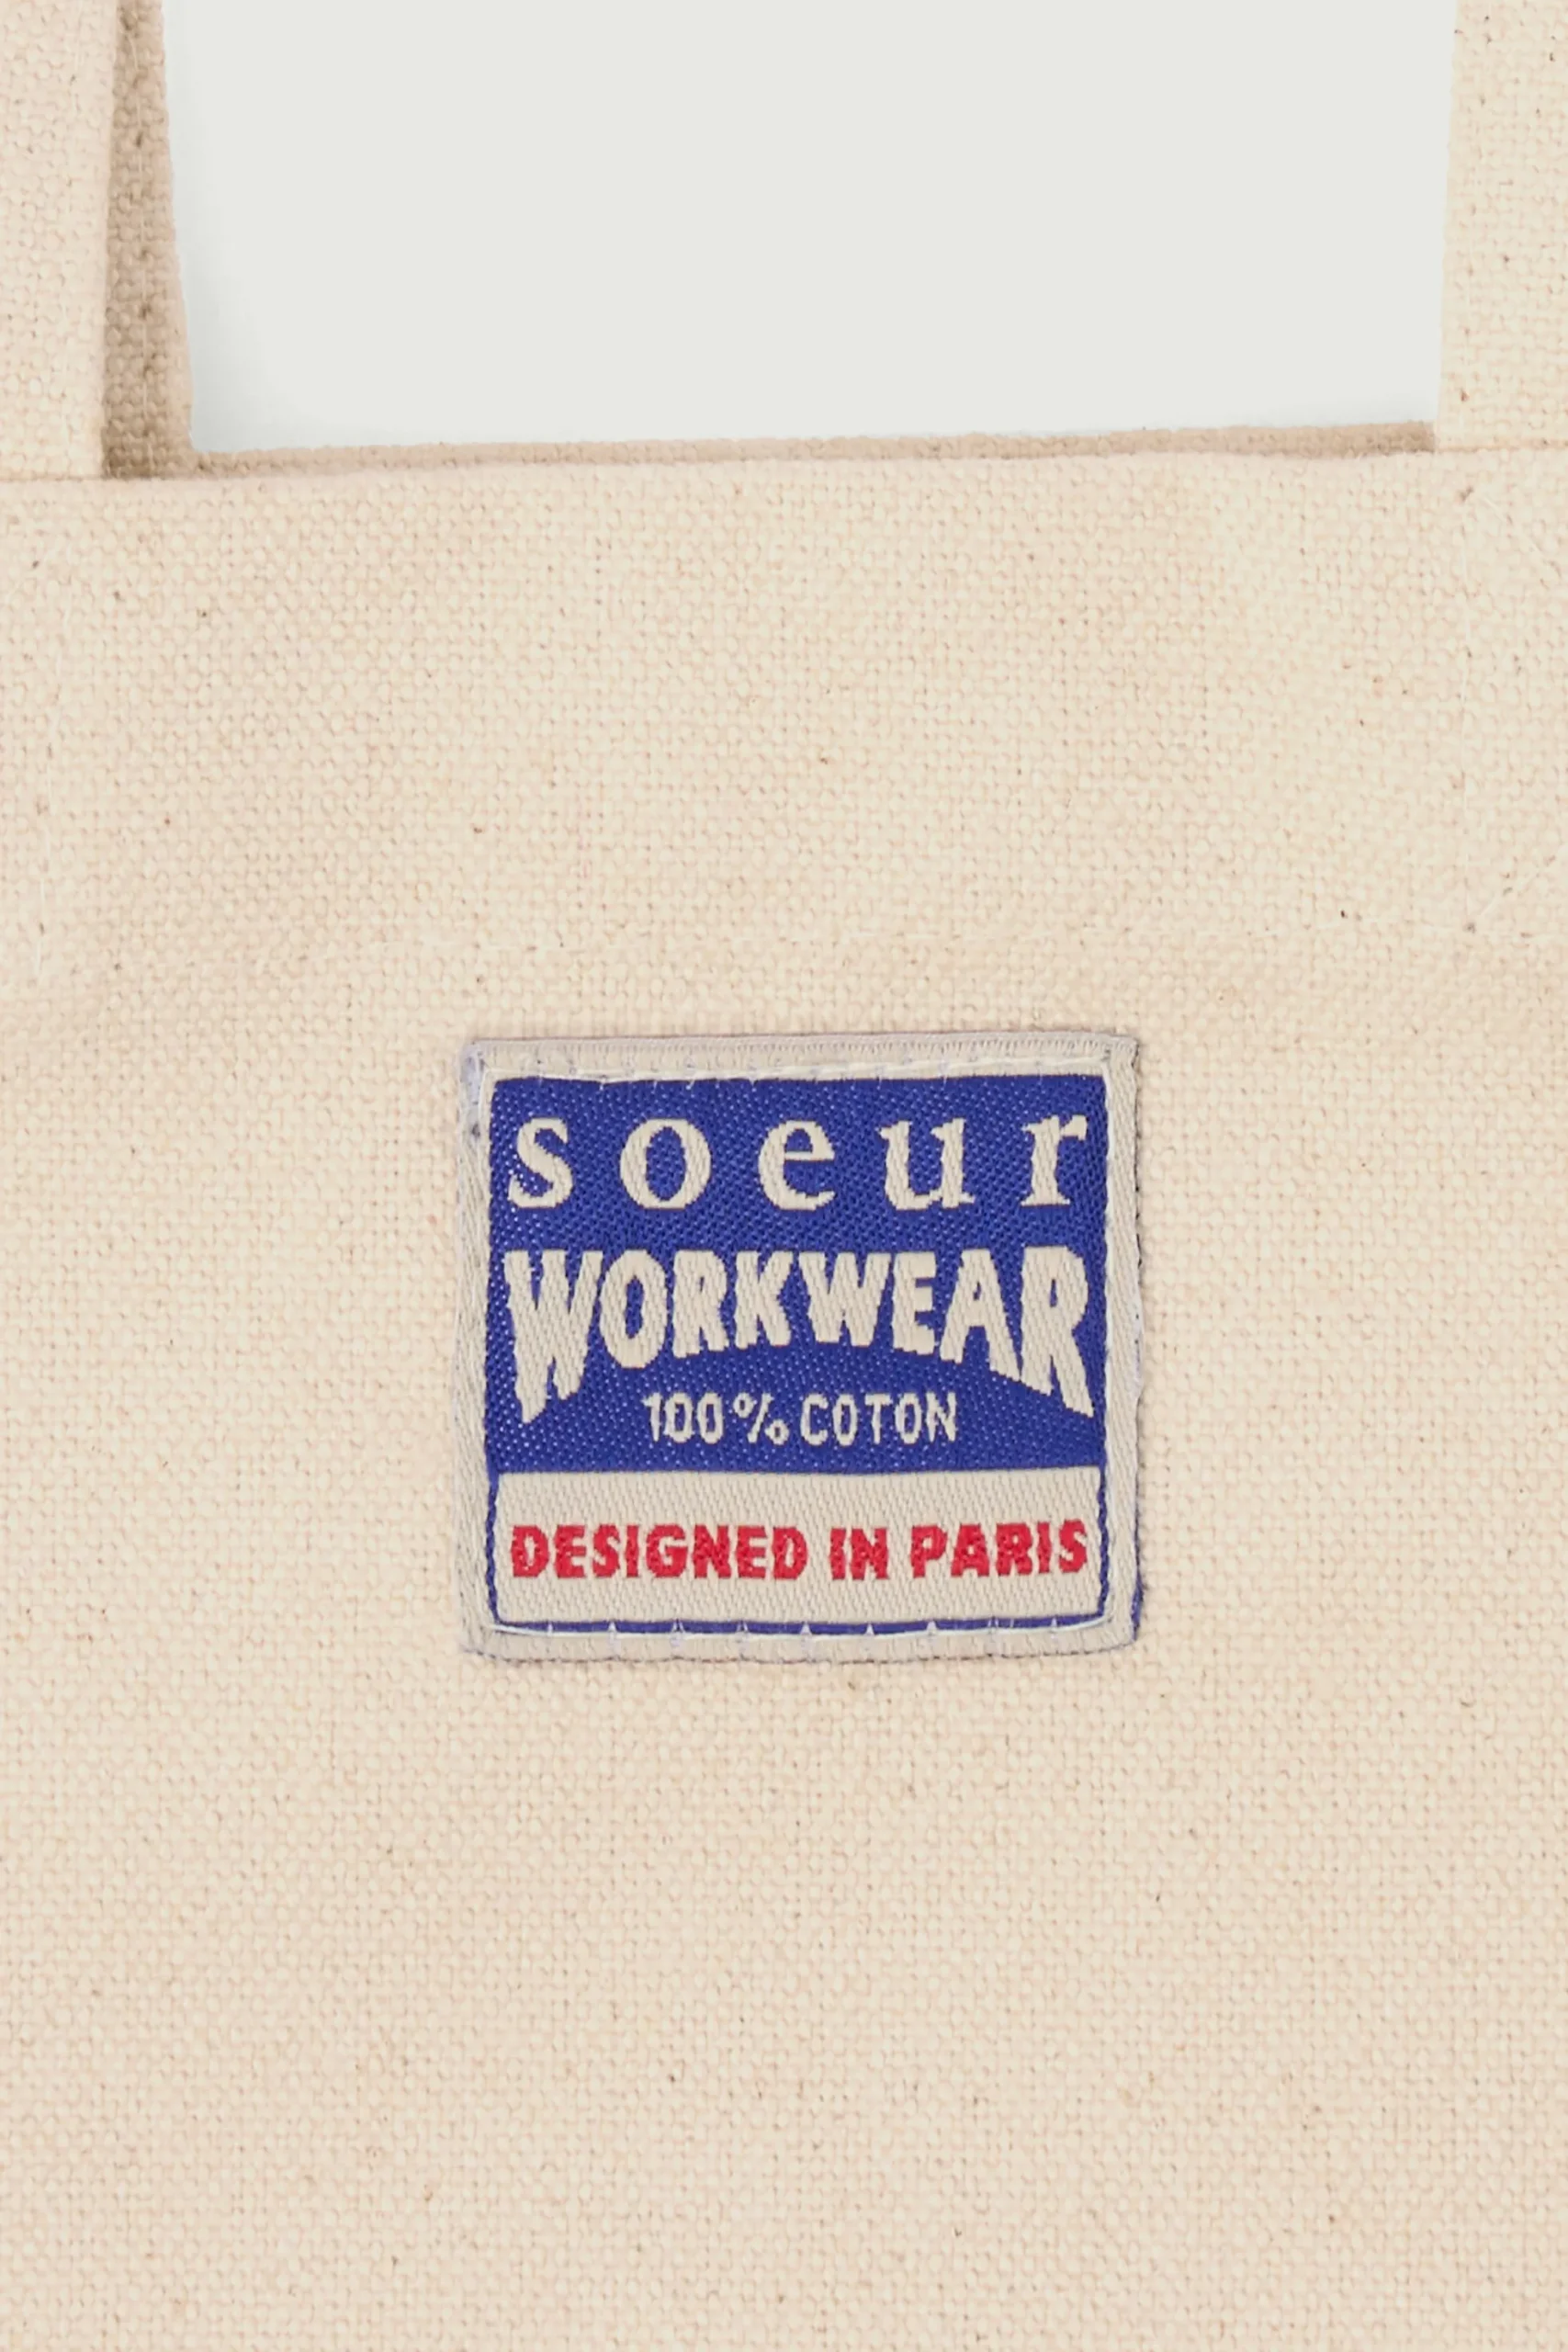 soeur
WORKWEAR
100% COTON
DESIGNED IN PARIS